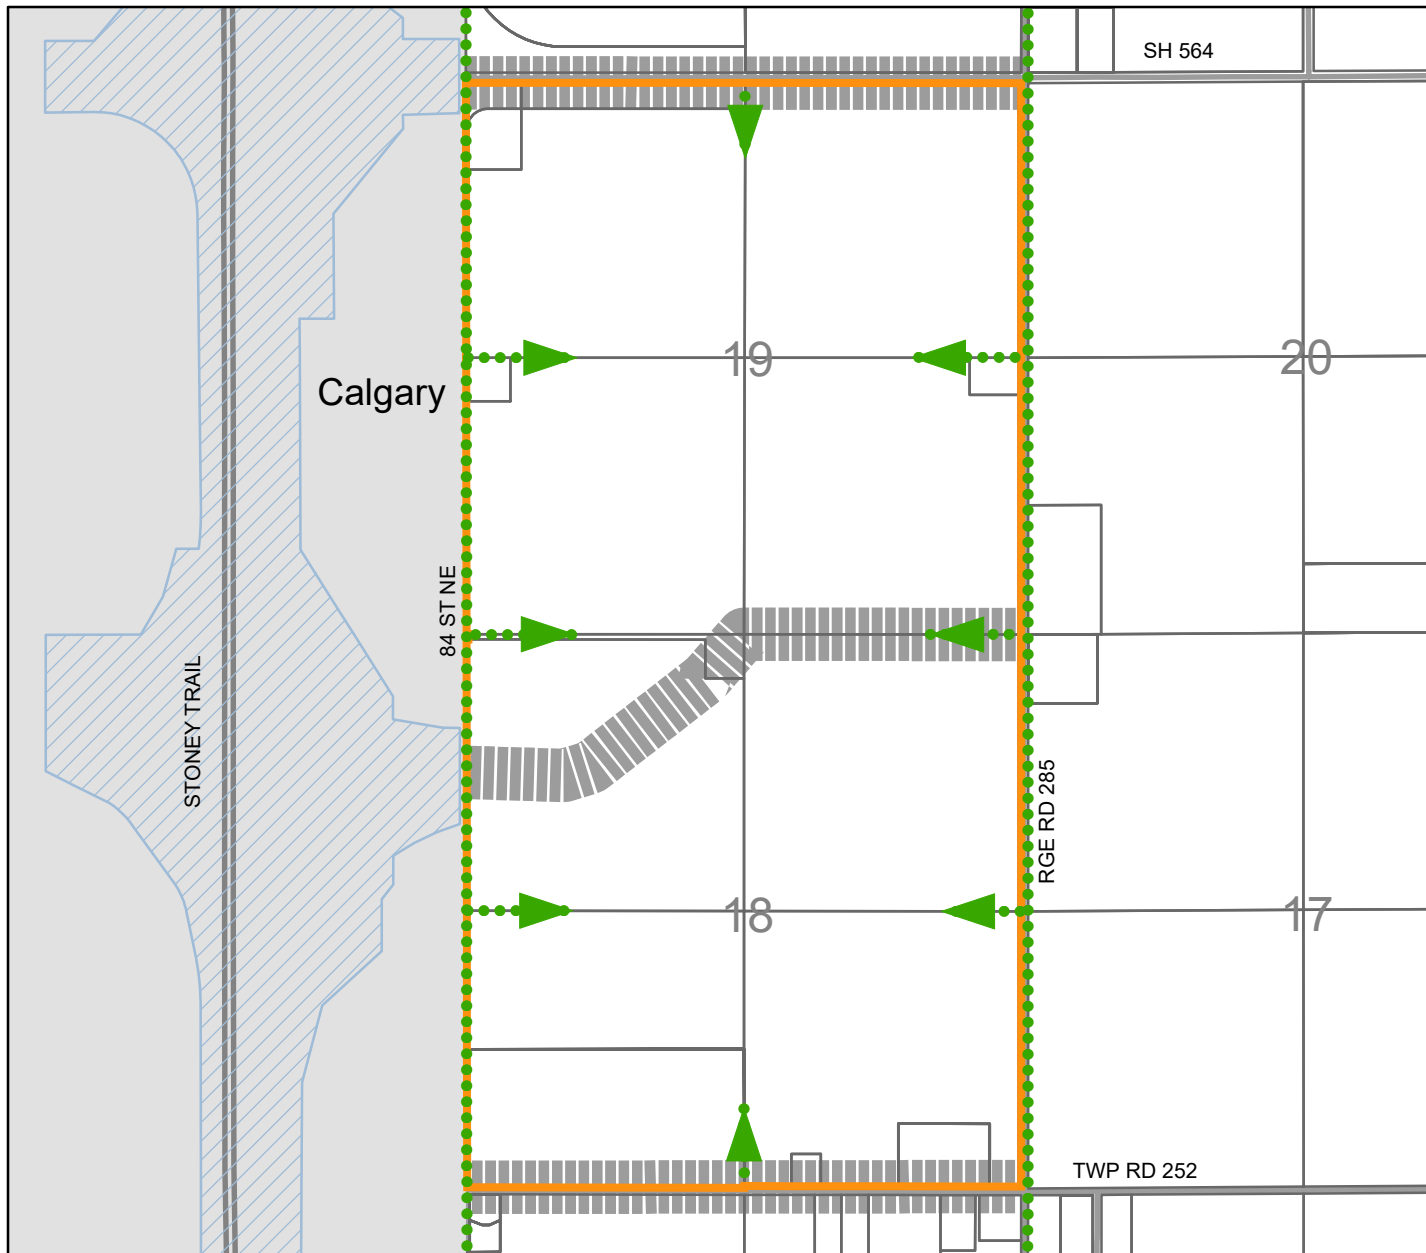 SH 564
19
20
Calgary
84 ST NE
STONEY TRAIL
RGE RD 285
18
17
TWP RD 252